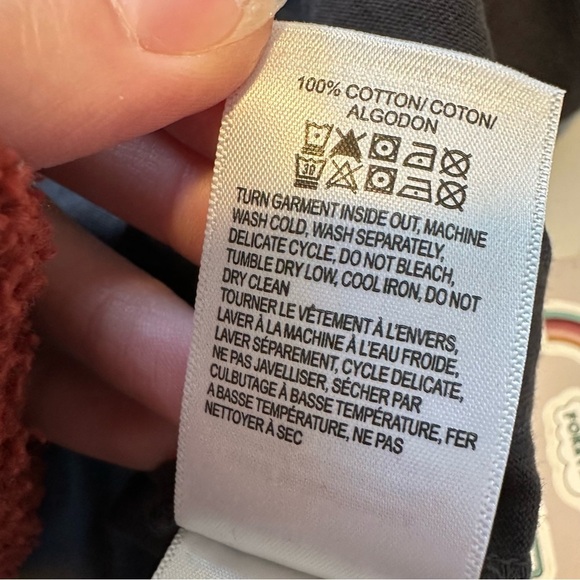 100% COTTON/ COTON/
ALGODON
30
TURN GARMENT INSIDE OUT, MACHINE
WASH COLD, WASH SEPARATELY,
DELICATE CYCLE, DO NOT BLEACH,
TUMBLE DRY LOW, COOL IRON, DO NOT
DRY CLEAN
TOURNER LE VÊTEMENT À L'ENVERS,
LAVER À LA MACHINE À L'EAU FROIDE,
LAVER SÉPAREMENT, CYCLE DELICATE,
NE PAS JAVELLISER, SÉCHER PAR
CULBUTAGE À BASSE TEMPÉRATURE, FER
A BASSE TEMPÉRATURE, NE PAS
NETTOYER À SEC